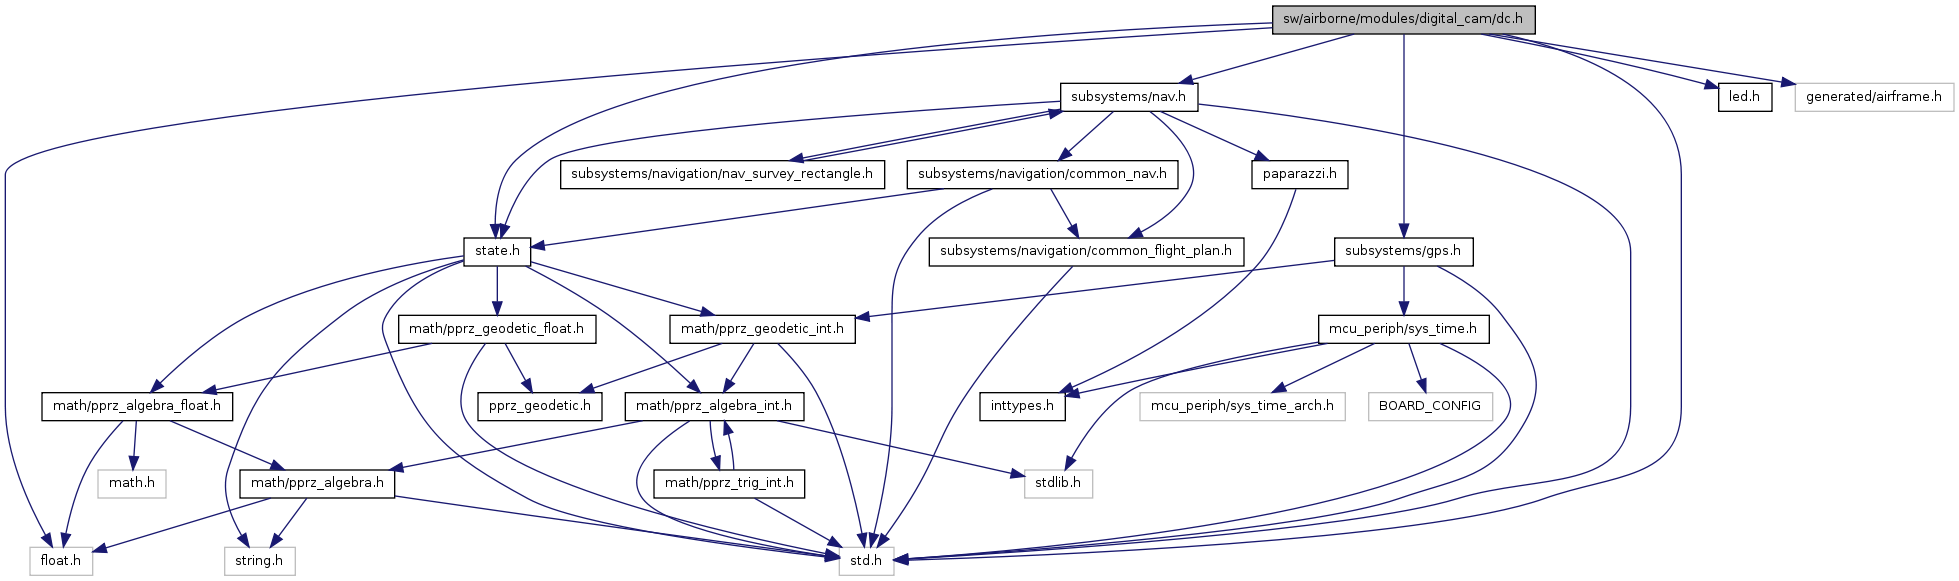 sw/airborne/modules/digital_cam/dc.h
subsystems/nav.h
led.h
generated/airframe.h
subsystems/navigation/nav_survey_rectangle.h
subsystems/navigation/common_nav.h
paparazzi.h
state.h
subsystems/navigation/common_flight_plan.h
subsystems/gps.h
math/pprz_geodetic_float.h
math/pprz_geodetic_int.h
mcu_periph/sys_time.h
math/pprz_algebra_float.h
pprz_geodetic.h
math/pprz_algebra_int.h
inttypes.h
mcu_periph/sys_time_arch.h
BOARD_CONFIG
math.h
math/pprz_algebra.h
math/pprz_trig_int.h
stdlib.h
float.h
string.h
std.h